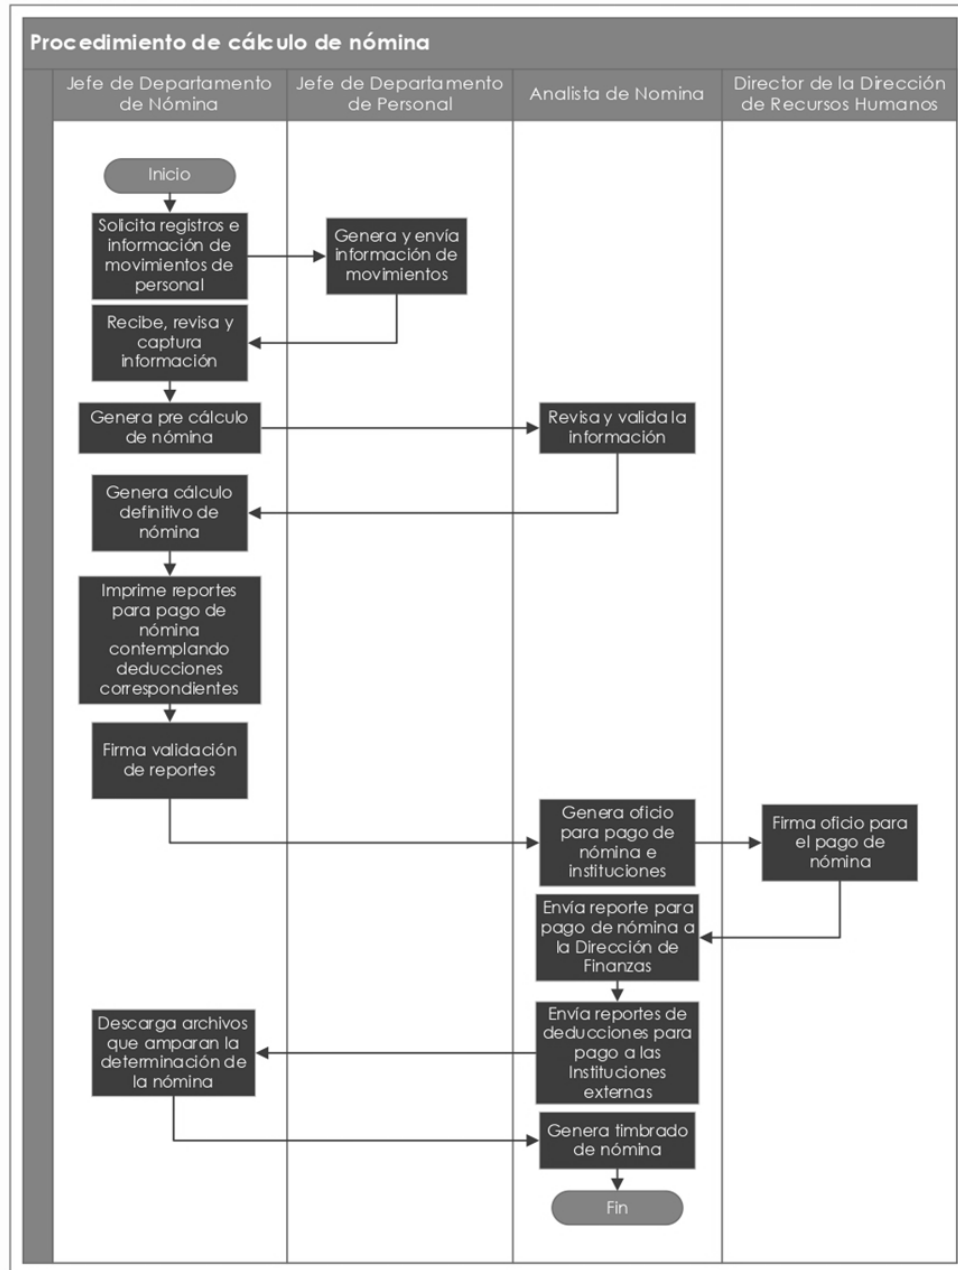 Procedimiento de cálculo de nómina
Jefe de Departamento
de Nómina
Jefe de Departamento
de Personal
Analista de Nomina
Director de la Dirección
de Recursos Humanos
Inicio
Solicita registros e
información de
movimientos de
personal
Genera y envía
información de
movimientos
Recibe, revisa y
captura
información
Genera pre cálculo
de nómina
Revisa y valida la
información
Genera cálculo
definitivo de
nómina
Imprime reportes
para pago de
nómina
contemplando
deducciones
correspondientes
Firma validación
de reportes
Genera oficio
para pago de
nómina e
instituciones
Firma oficio para
el pago de
nómina
Envía reporte para
pago de nómina a
la Dirección de
Finanzas
Envía reportes de
deducciones para
pago a las
Instituciones
externas
Descarga archivos
que amparan la
determinación de
la nómina
Genera timbrado
de nómina
Fin